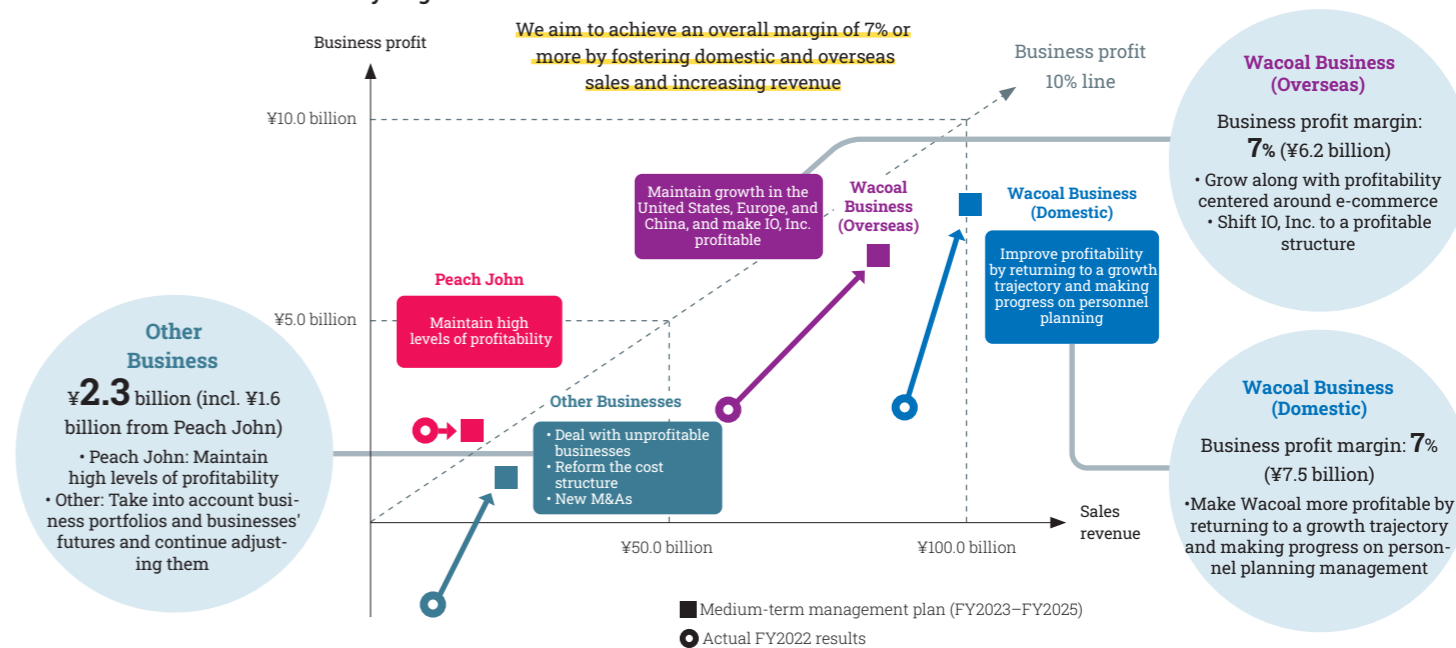 We aim to achieve an overall margin of 7% or
more by fostering domestic and overseas
sales and increasing revenue
Business profit
Business profit
10% line
¥10.0 billion
¥5.0 billion
Maintain growth in the
United States, Europe, and
China, and make IO, Inc.
profitable
Wacoal
Business
(Overseas)
Wacoal Business
(Domestic)
Improve profitability
by returning to a growth
trajectory and making
progress on personnel
planning
Peach John
Maintain high
levels of profitability
Other Businesses
• Deal with unprofitable
businesses
• Reform the cost
structure
• New M&As
Sales
revenue
¥50.0 billion
¥100.0 billion
Medium-term management plan (FY2023–FY2025)
Actual FY2022 results
Other
Business
¥2.3 billion (incl. ¥1.6
billion from Peach John)
• Peach John: Maintain
high levels of profitability
• Other: Take into account busi-
ness portfolios and businesses'
futures and continue adjust-
ing them
Wacoal Business
(Overseas)
Business profit margin:
7% (¥6.2 billion)
• Grow along with profitability
centered around e-commerce
• Shift IO, Inc. to a profitable
structure
Wacoal Business
(Domestic)
Business profit margin: 7%
(¥7.5 billion)
•Make Wacoal more profitable by
returning to a growth trajectory
and making progress on person-
nel planning management